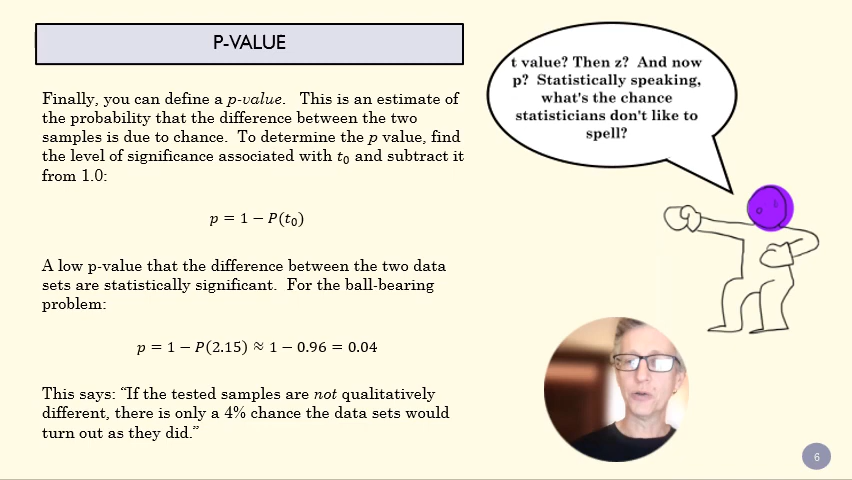 P-VALUE
Finally, you can define a p-value. This is an estimate of
the probability that the difference between the two
samples is due to chance. To determine the p value, find
the level of significance associated with t₀ and subtract it
from 1.0:
p = 1 − P(t₀)
A low p-value that the difference between the two data
sets are statistically significant. For the ball-bearing
problem:
p = 1 − P(2.15) ≈ 1 − 0.96 = 0.04
This says: “If the tested samples are not qualitatively
different, there is only a 4% chance the data sets would
turn out as they did.”
t value? Then z? And now
p? Statistically speaking,
what's the chance
statisticians don't like to
spell?
6